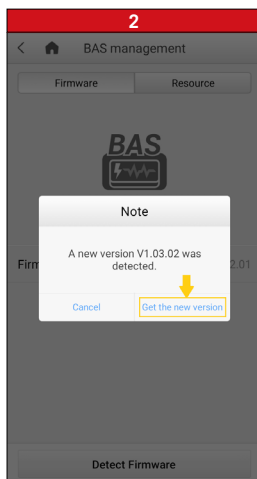 2
BAS management
Firmware Resource
BAS
Note
A new version V1.03.02 was
detected.
Firm 2.01
Cancel Get the new version
Detect Firmware